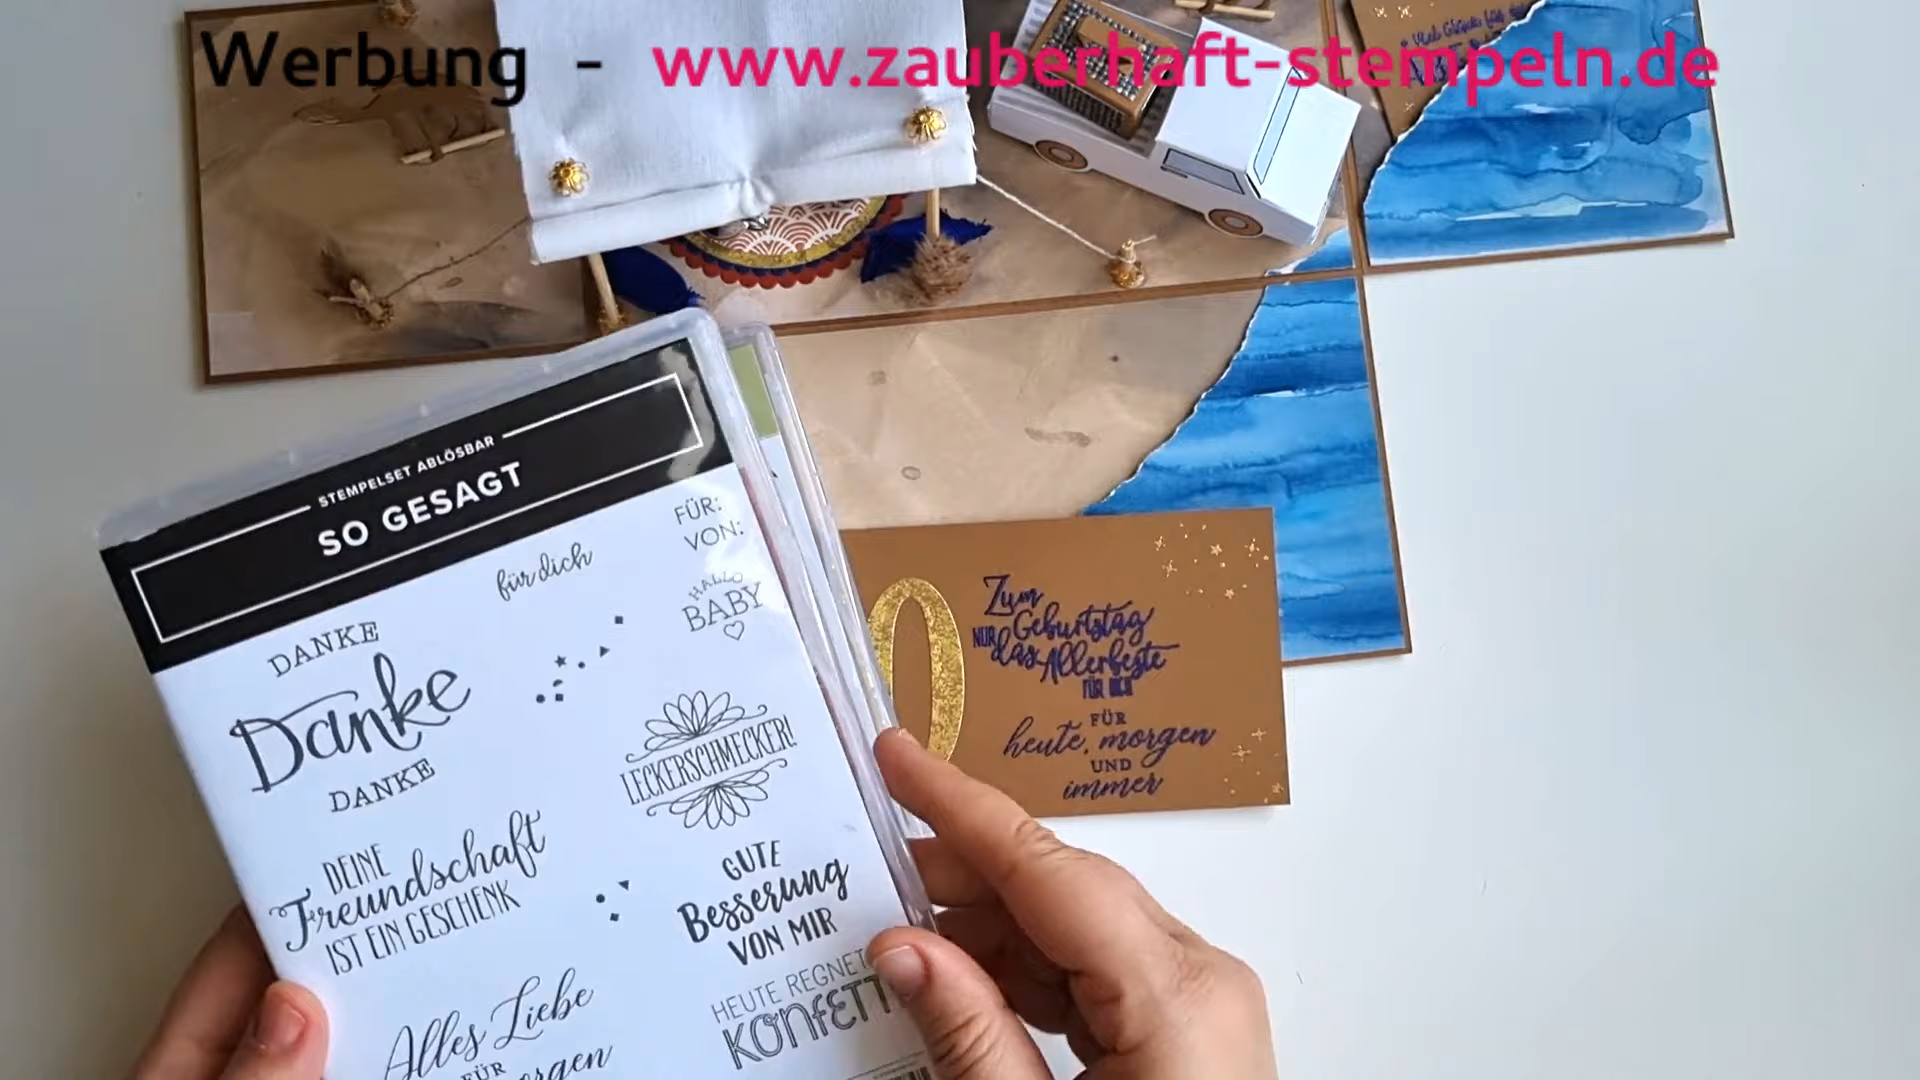 Werbung - www.zauberhaft-stempeln.de
STEMPELSET ABLÖSBAR
SO GESAGT
FÜR:
VON:
für dich
HALLO
BABY
DANKE
Danke
DANKE
LECKERSCHMECKER!
DEINE
Freundschaft
IST EIN GESCHENK
GUTE
Besserung
VON MIR
HEUTE REGNET
KONFETT
Alles Liebe
FÜR
Zum
Geburtstag
NUR das Allerbeste
FÜR DICH
FÜR
heute, morgen
UND
immer
0